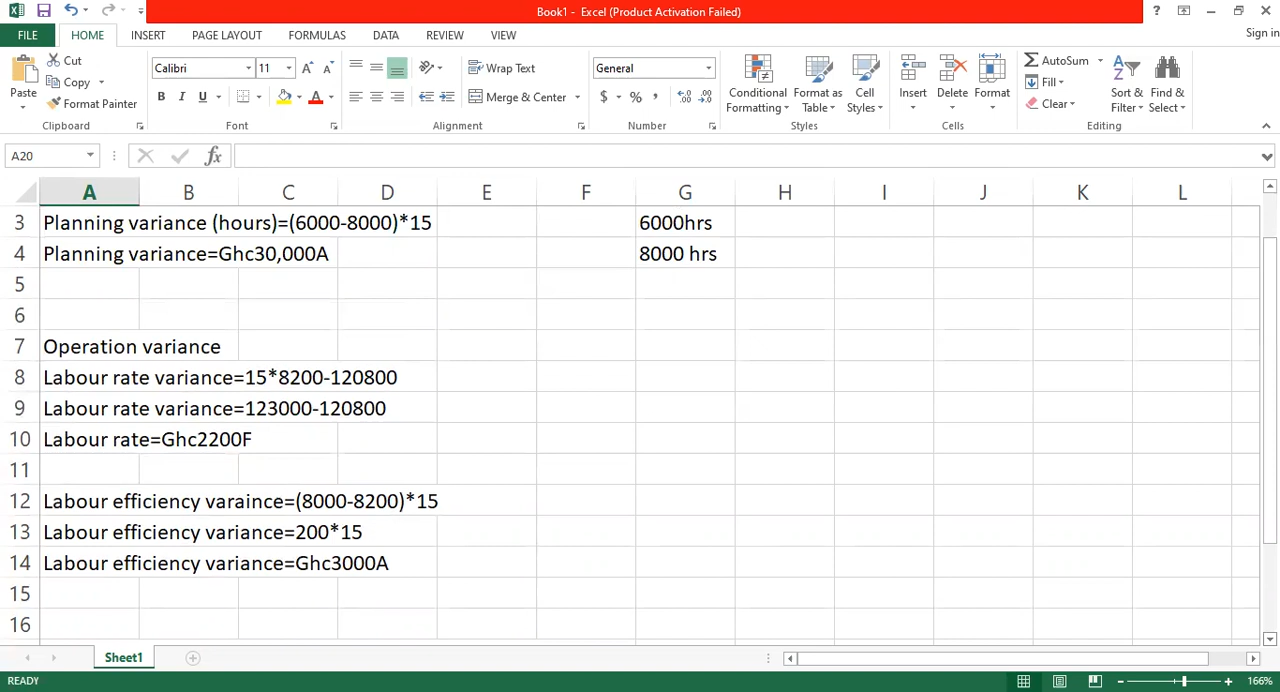 Book1 - Excel (Product Activation Failed)
FILE HOME INSERT PAGE LAYOUT FORMULAS DATA REVIEW VIEW Sign in
Paste Cut Copy Format Painter Clipboard
Calibri 11 B I U Font
Wrap Text Merge & Center Alignment
General $ % , Number
Conditional Formatting Format as Table Cell Styles Styles
Insert Delete Format Cells
AutoSum Fill Clear Sort & Filter Find & Select Editing
A20 fx
A B C D E F G H I J K L
3 Planning variance (hours)=(6000-8000)*15 6000hrs
4 Planning variance=Ghc30,000A 8000 hrs
5
6
7 Operation variance
8 Labour rate variance=15*8200-120800
9 Labour rate variance=123000-120800
10 Labour rate=Ghc2200F
11
12 Labour efficiency varaince=(8000-8200)*15
13 Labour efficiency variance=200*15
14 Labour efficiency variance=Ghc3000A
15
16
Sheet1
READY 166%